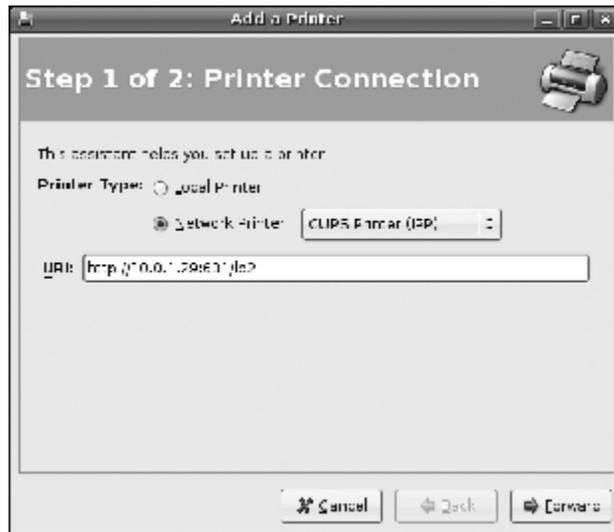 Add a Printer
Step 1 of 2: Printer Connection
This assistant helps you set up a printer
Printer Type: Local Printer
Network Printer CUPS Printer (IPP)
URI:
Cancel Back Forward